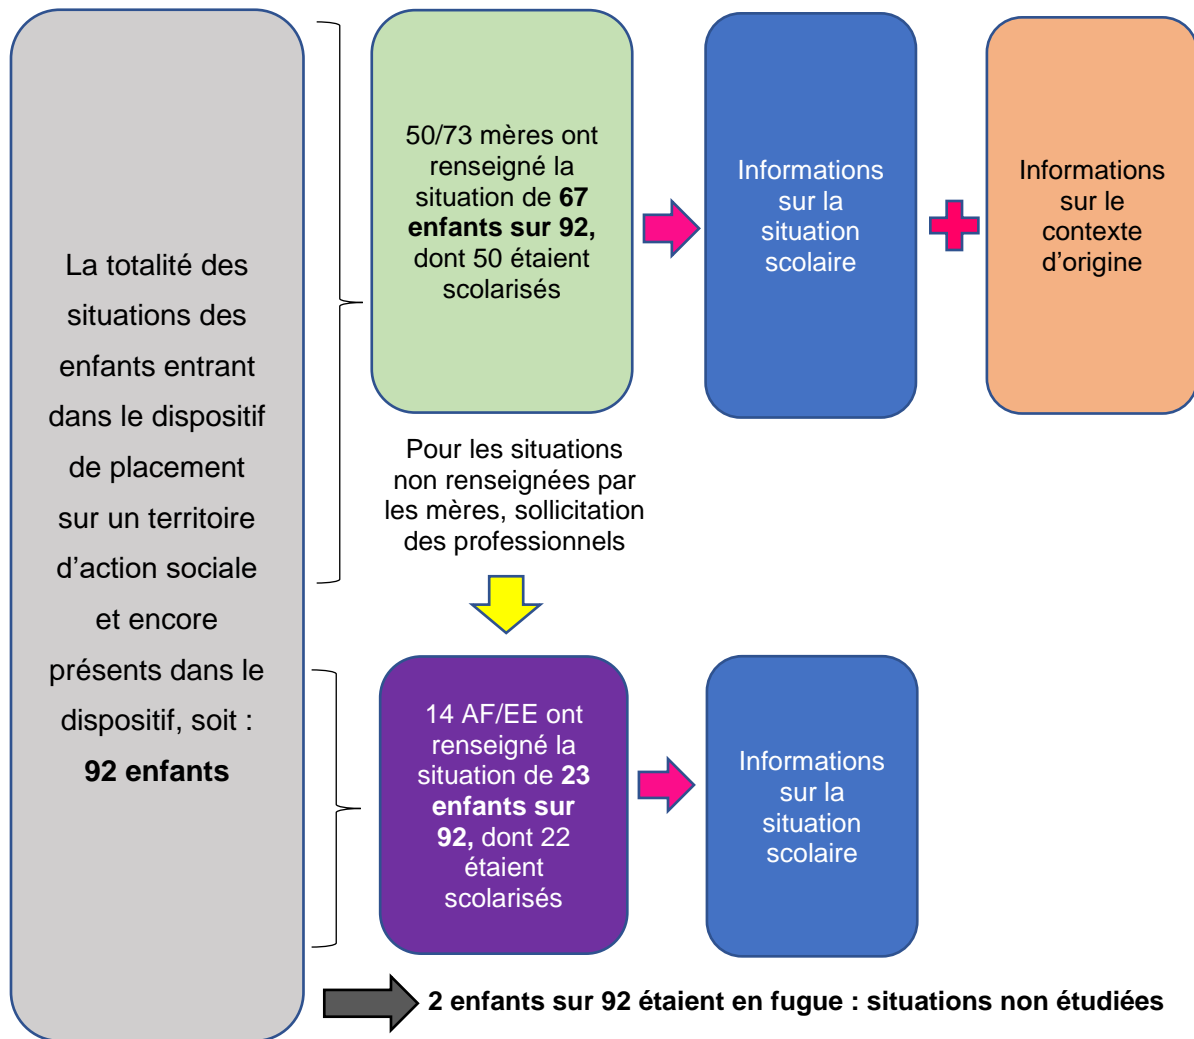 La totalité des
situations des
enfants entrant
dans le dispositif
de placement
sur un territoire
d'action sociale
et encore
présents dans le
dispositif, soit :
92 enfants
50/73 mères ont
renseigné la
situation de 67
enfants sur 92,
dont 50 étaient
scolarisés
Informations
sur la
situation
scolaire
Informations
sur le
contexte
d'origine
Pour les situations
non renseignées par
les mères, sollicitation
des professionnels
14 AF/EE ont
renseigné la
situation de 23
enfants sur
92, dont 22
étaient
scolarisés
Informations
sur la
situation
scolaire
2 enfants sur 92 étaient en fugue : situations non étudiées